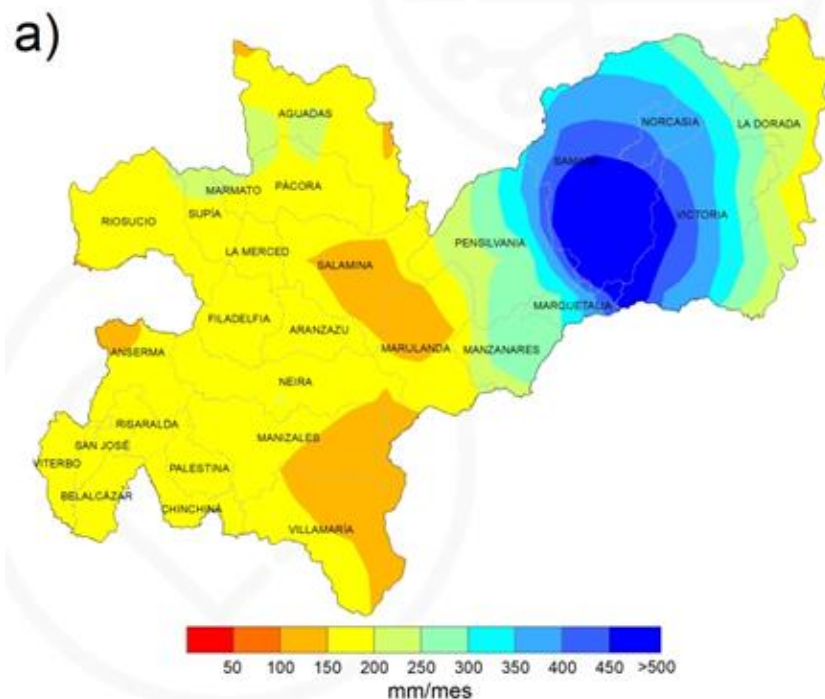 a)
AGUADAS
NORCASIA
LA DORADA
SAMANÁ
MARMATO
PÁCORA
RIOSUCIO
SUPÍA
VICTORIA
PENSILVANIA
LA MERCED
SALAMINA
MARQUETALIA
FILADELFIA
ARANZAZU
ANSERMA
MARULANDA
MANZANARES
NEIRA
RISARALDA
MANIZALES
SAN JOSÉ
VITERBO
PALESTINA
BELALCÁZAR
CHINCHINÁ
VILLAMARÍA
50 100 150 200 250 300 350 400 450 >500
mm/mes